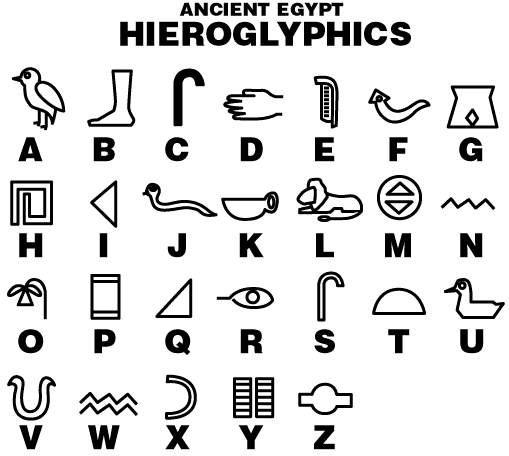 ANCIENT EGYPT
HIEROGLYPHICS
A B C D E F G
H I J K L M N
O P Q R S T U
V W X Y Z